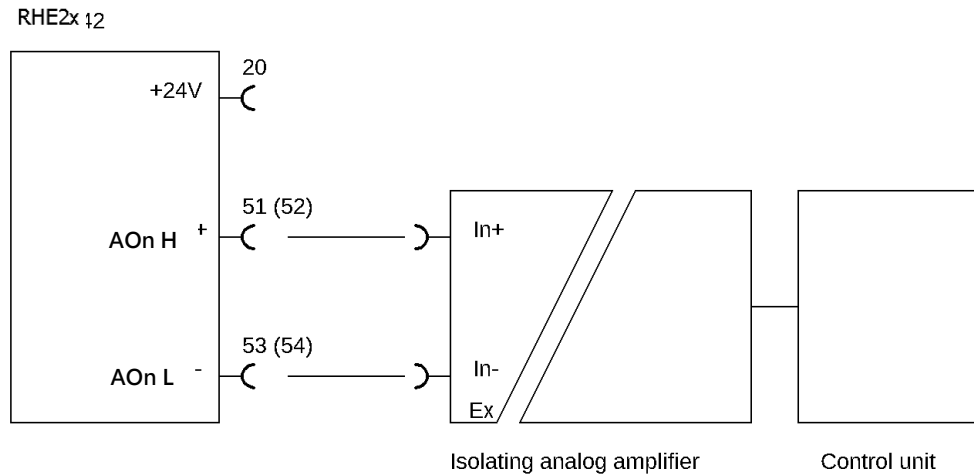 RHE2x 12
20
+24V
51 (52)
AOn H +
In+
53 (54)
AOn L -
In-
Ex
Isolating analog amplifier
Control unit